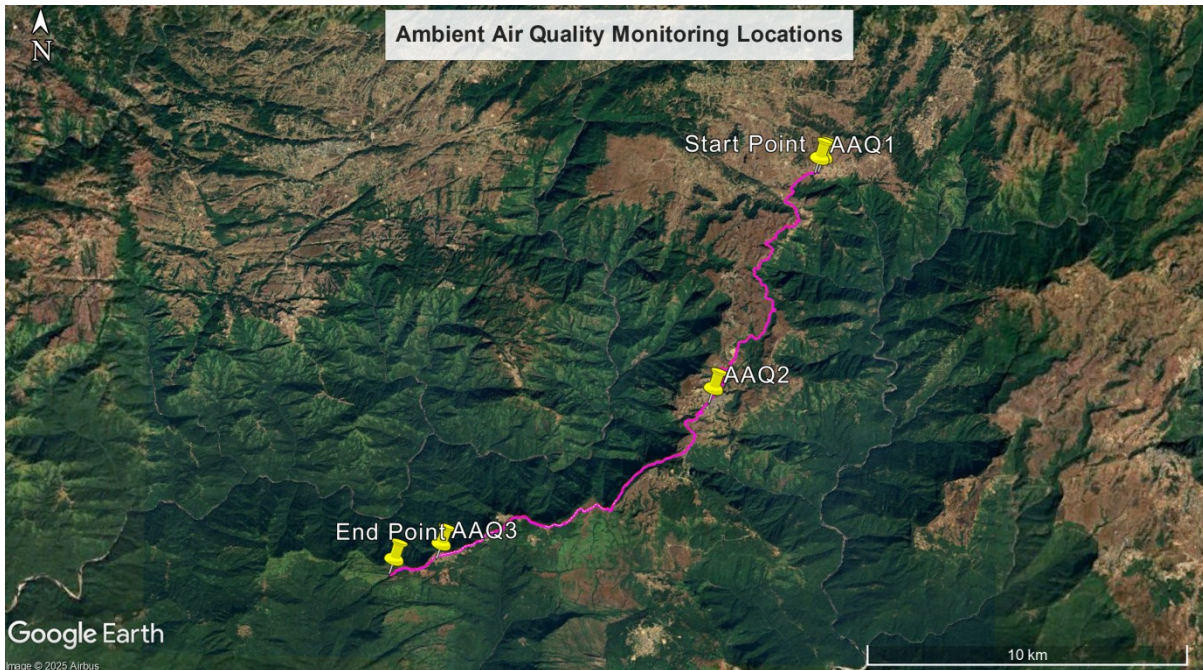 Ambient Air Quality Monitoring Locations
N
Start Point
AAQ1
AAQ2
End Point
AAQ3
Google Earth
Image © 2025 Airbus
10 km